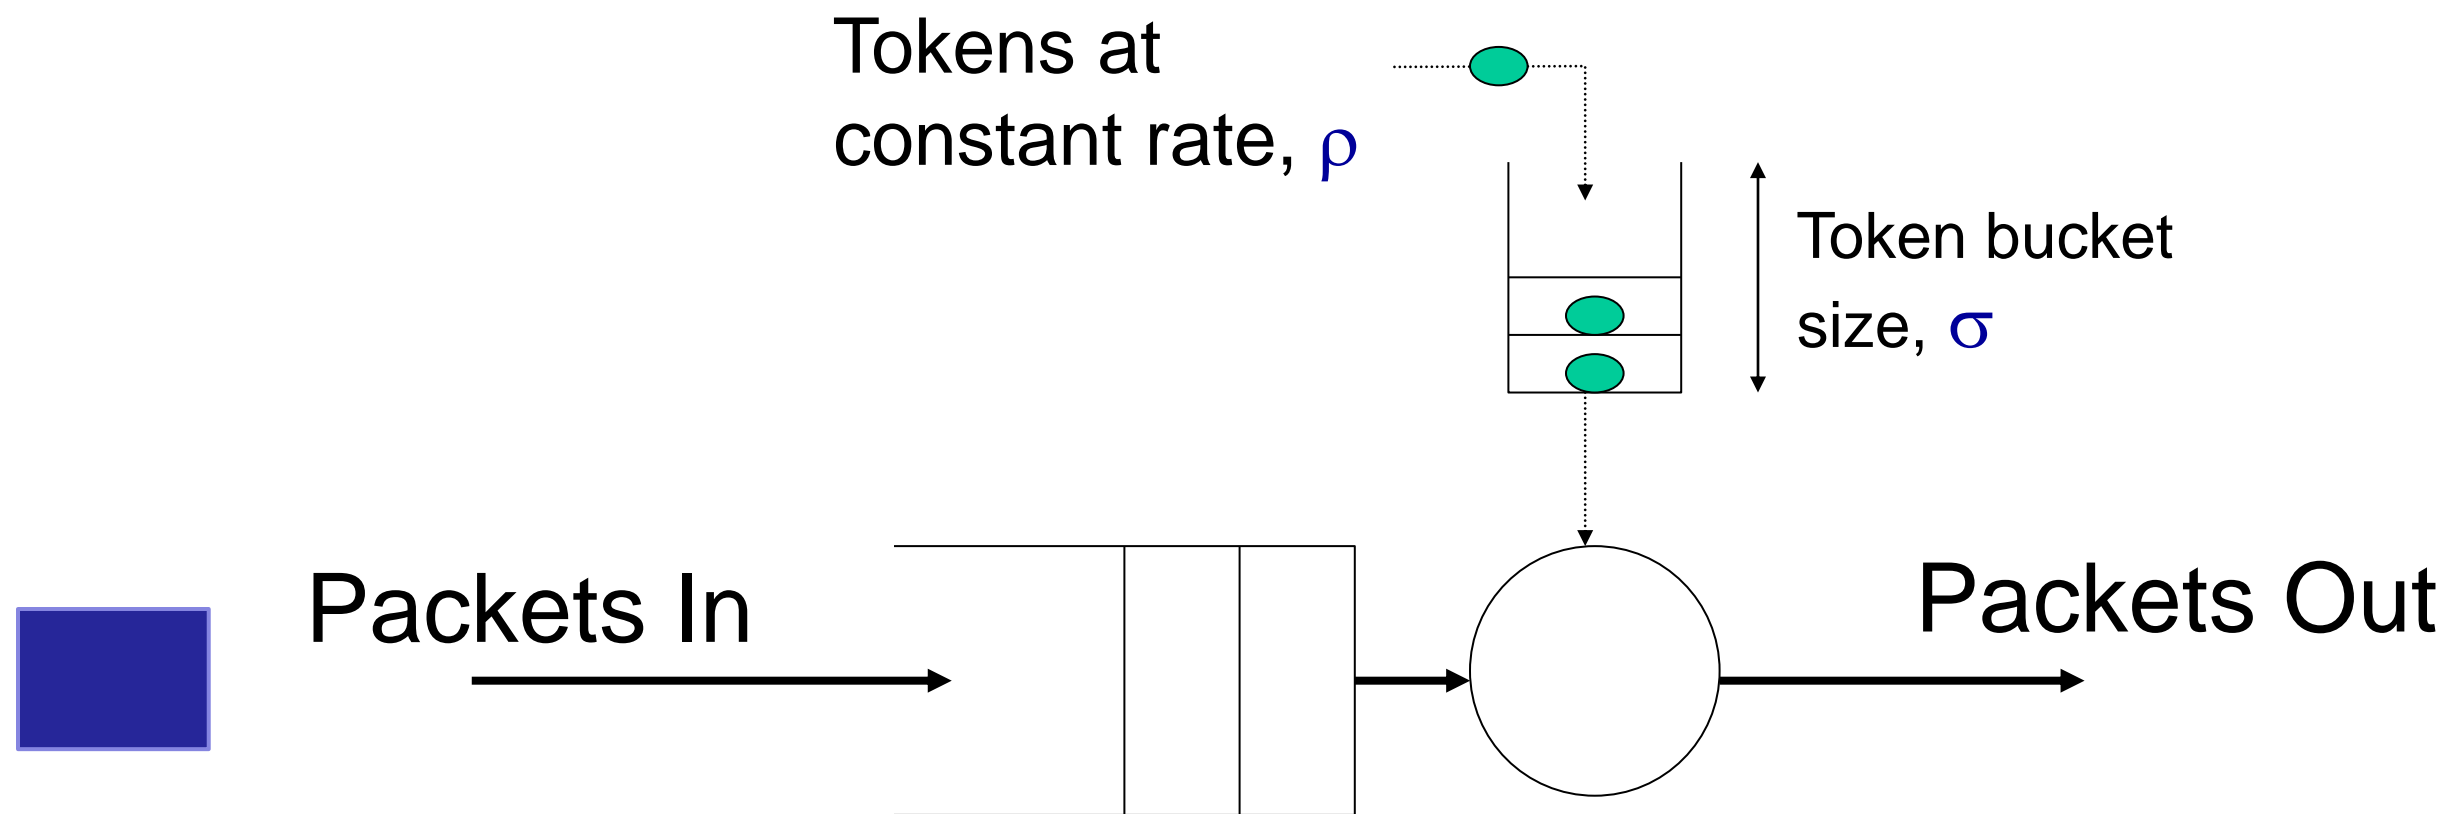 Tokens at
constant rate, ρ
Token bucket
size, σ
Packets In
Packets Out